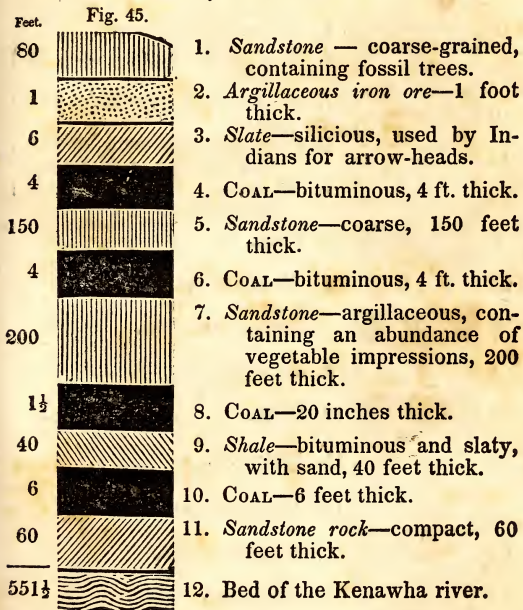 Feet.
Fig. 45.
80
1. Sandstone — coarse-grained,
containing fossil trees.
1
2. Argillaceous iron ore—1 foot
thick.
6
3. Slate—silicious, used by In-
dians for arrow-heads.
4
4. COAL—bituminous, 4 ft. thick.
150
5. Sandstone—coarse, 150 feet
thick.
4
6. COAL—bituminous, 4 ft. thick.
200
7. Sandstone—argillaceous, con-
taining an abundance of
vegetable impressions, 200
feet thick.
1½
8. COAL—20 inches thick.
40
9. Shale—bituminous and slaty,
with sand, 40 feet thick.
6
10. COAL—6 feet thick.
60
11. Sandstone rock—compact, 60
feet thick.
551½
12. Bed of the Kenawha river.